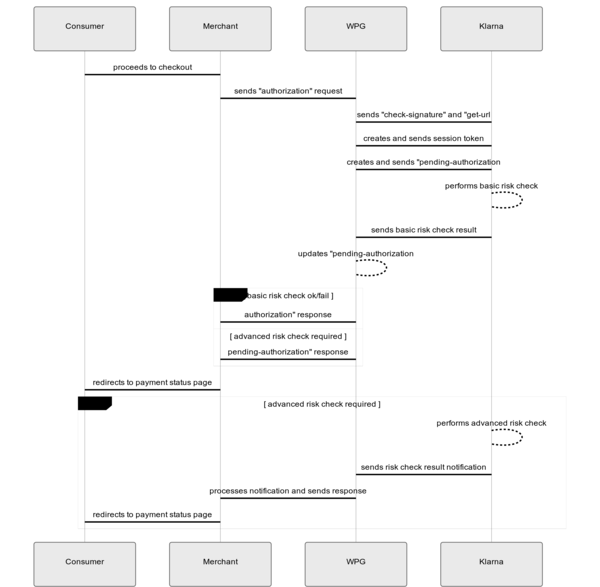 Consumer Merchant WPG Klarna
proceeds to checkout
sends "authorization" request
sends "check-signature" and "get-url
creates and sends session token
creates and sends "pending-authorization
performs basic risk check
sends basic risk check result
updates "pending-authorization
basic risk check ok/fail ]
authorization" response
[ advanced risk check required ]
pending-authorization" response
redirects to payment status page
[ advanced risk check required ]
performs advanced risk check
sends risk check result notification
processes notification and sends response
redirects to payment status page
Consumer Merchant WPG Klarna